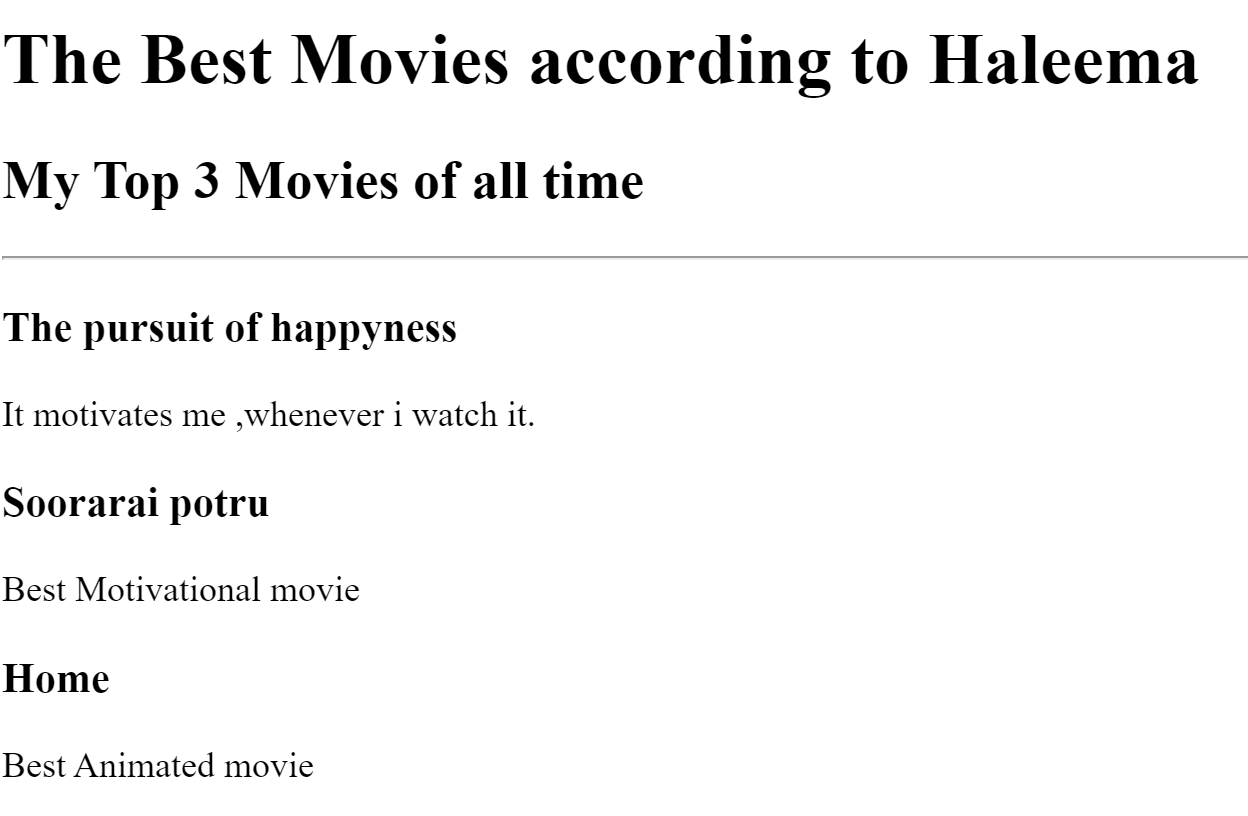 The Best Movies according to Haleema
My Top 3 Movies of all time
The pursuit of happyness
It motivates me ,whenever i watch it.
Soorarai potru
Best Motivational movie
Home
Best Animated movie